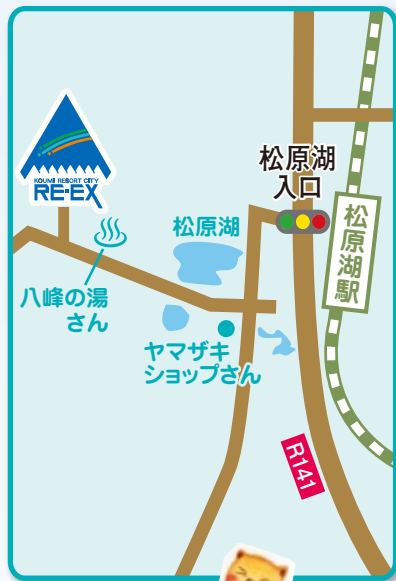 KOUMI RESORT CITY
RE-EX
松原湖
入口
松原湖駅
松原湖
八峰の湯
さん
ヤマザキ
ショップさん
R141